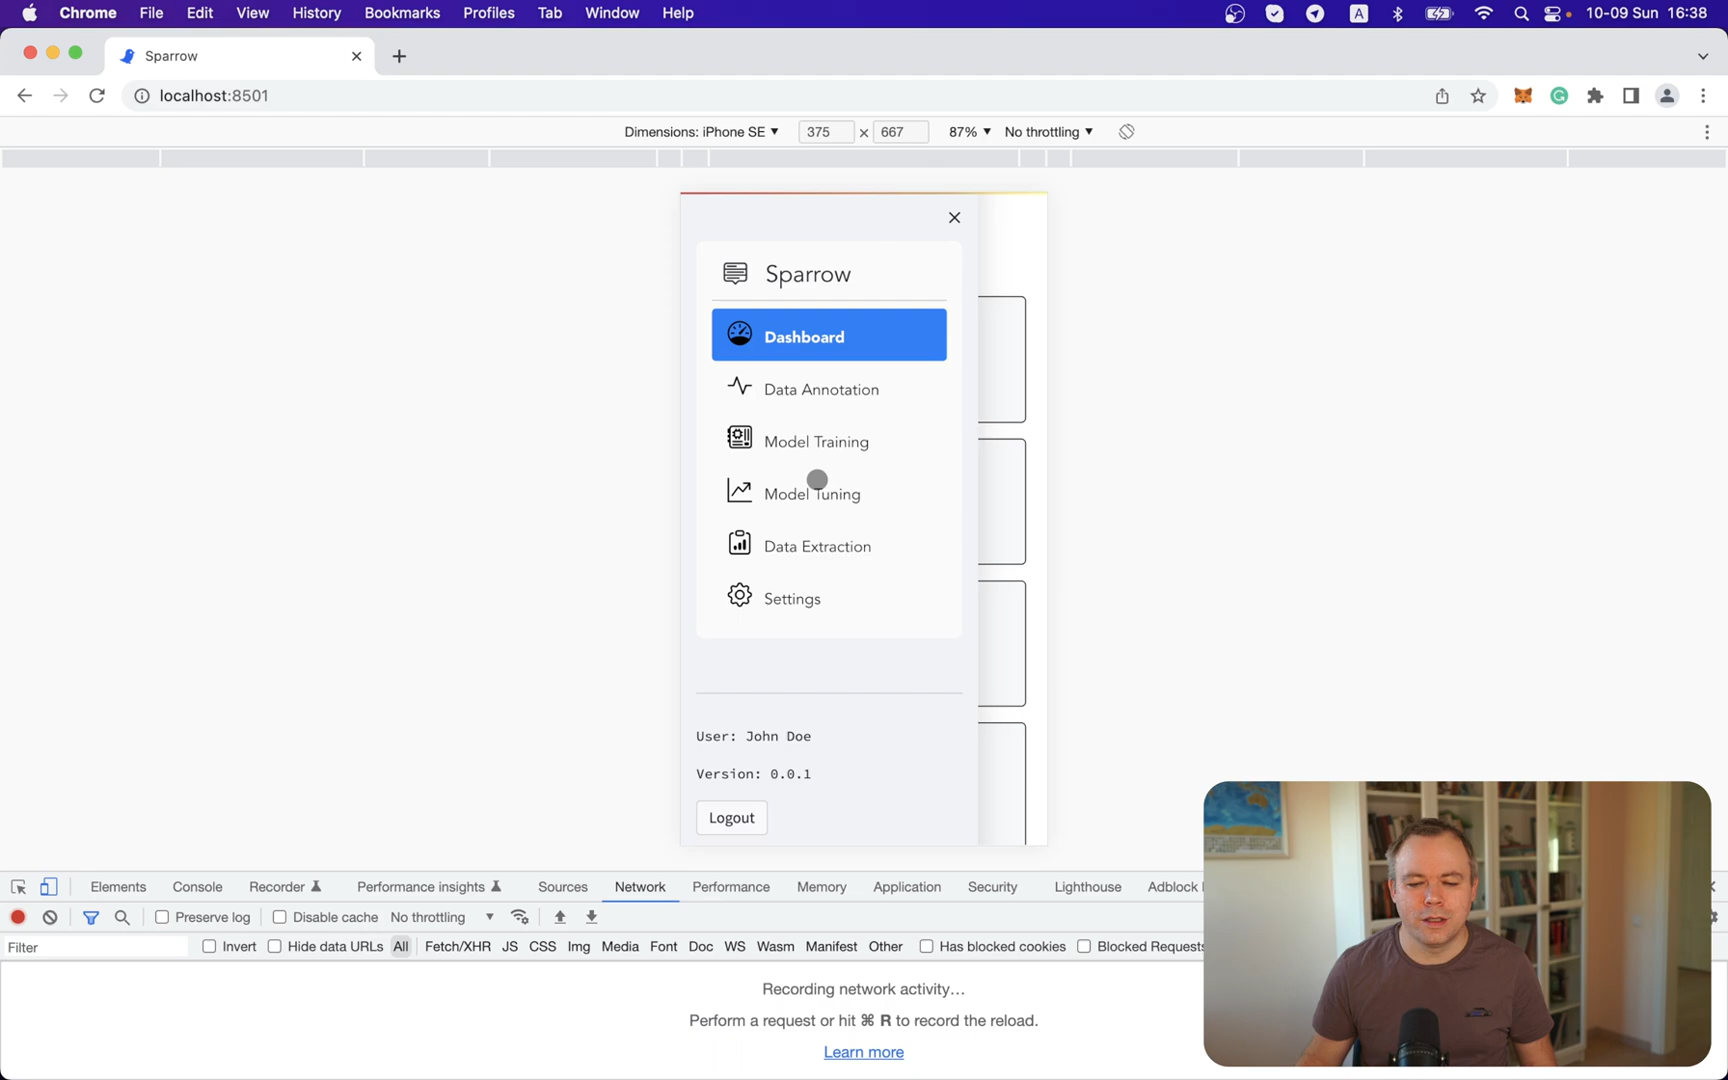 Chrome File Edit View History Bookmarks Profiles Tab Window Help A 10-09 Sun 16:38
Sparrow
localhost:8501
Dimensions: iPhone SE ▼ 375 × 667 87% ▼ No throttling ▼
Sparrow
Dashboard
Data Annotation
Model Training
Model Tuning
Data Extraction
Settings
User: John Doe
Version: 0.0.1
Logout
Elements Console Recorder Performance insights Sources Network Performance Memory Application Security Lighthouse Adblock
Preserve log Disable cache No throttling ▼
Filter Invert Hide data URLs All Fetch/XHR JS CSS Img Media Font Doc WS Wasm Manifest Other Has blocked cookies Blocked Requests
Recording network activity…
Perform a request or hit ⌘ R to record the reload.
Learn more